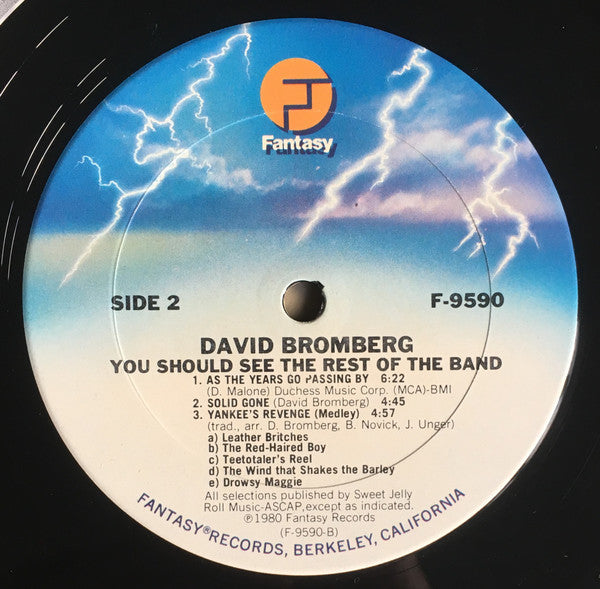 Fantasy
SIDE 2
F-9590
DAVID BROMBERG
YOU SHOULD SEE THE REST OF THE BAND
1. AS THE YEARS GO PASSING BY 6:22
(D. Malone) Duchess Music Corp. (MCA)-BMI
2. SOLID GONE (David Bromberg) 4:45
3. YANKEE'S REVENGE (Medley) 4:57
(trad., arr. D. Bromberg, B. Novick, J. Unger)
a) Leather Britches
b) The Red-Haired Boy
c) Teetotaler's Reel
d) The Wind that Shakes the Barley
e) Drowsy Maggie
All selections published by Sweet Jelly
Roll Music-ASCAP, except as indicated.
℗1980 Fantasy Records
(F-9590-B)
FANTASY® RECORDS, BERKELEY, CALIFORNIA